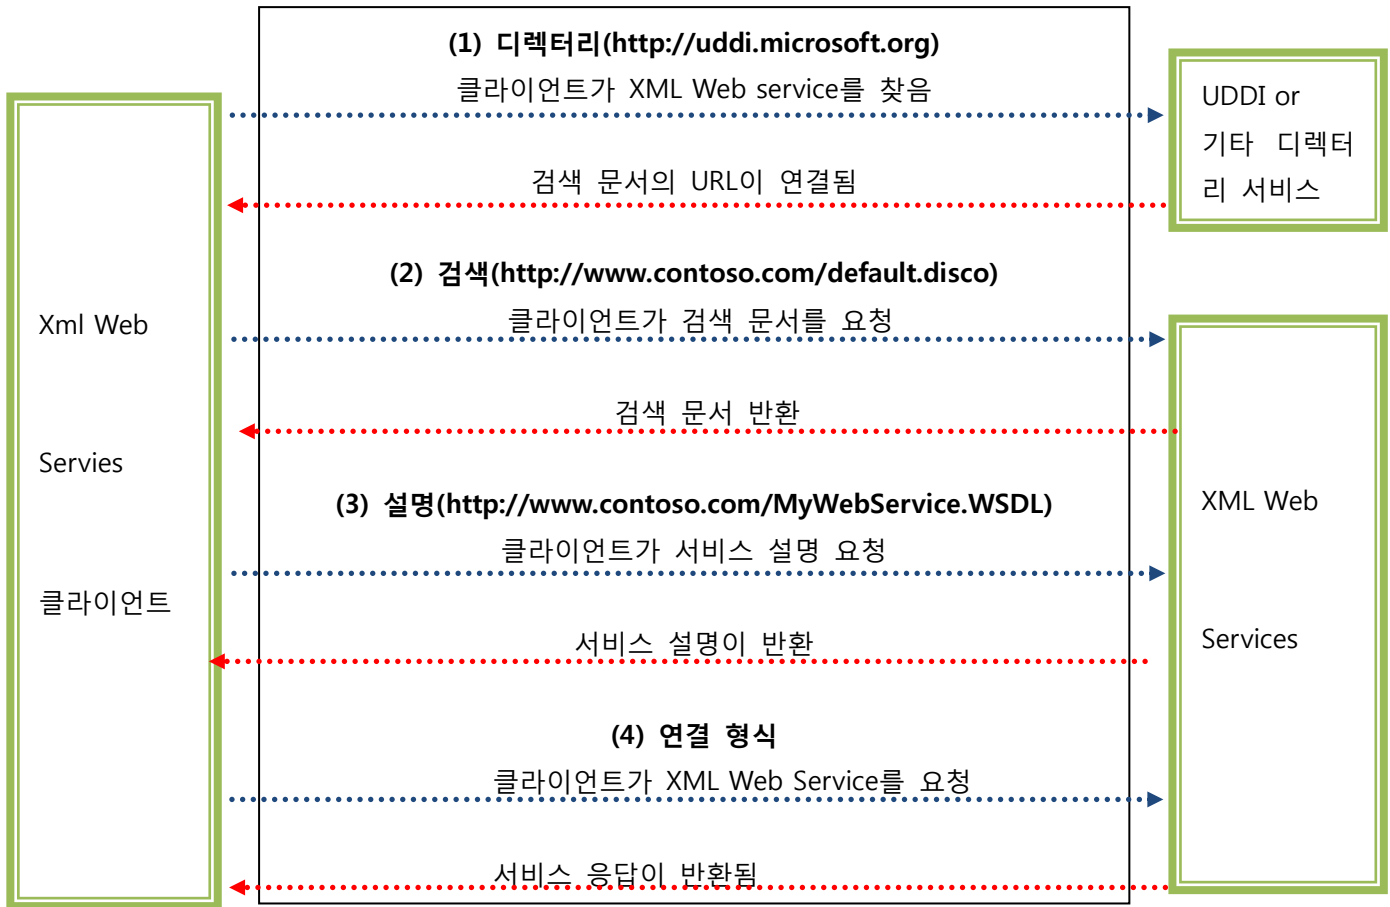 (1) 디렉터리(http://uddi.microsoft.org)
클라이언트가 XML Web service를 찾음
검색 문서의 URL이 연결됨
UDDI or
기타 디렉터
리 서비스
(2) 검색(http://www.contoso.com/default.disco)
클라이언트가 검색 문서를 요청
검색 문서 반환
Xml Web
Servies
클라이언트
(3) 설명(http://www.contoso.com/MyWebService.WSDL)
클라이언트가 서비스 설명 요청
서비스 설명이 반환
XML Web
Services
(4) 연결 형식
클라이언트가 XML Web Service를 요청
서비스 응답이 반환됨